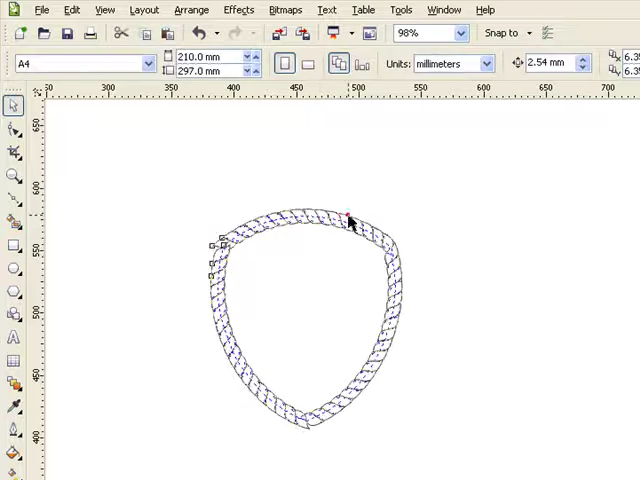 File Edit View Layout Arrange Effects Bitmaps Text Table Tools Window Help
98% Snap to
A4 210.0 mm 297.0 mm Units: millimeters 2.54 mm
350 400 450 500 550 600 650 700
650
600
550
500
450
400
A